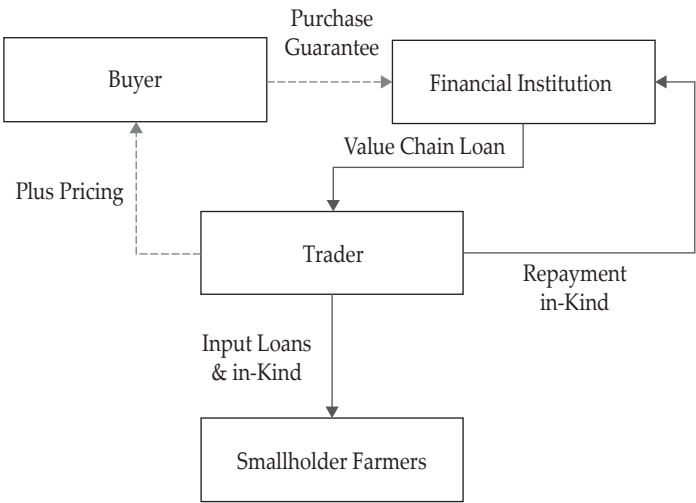 Purchase
Guarantee
Buyer
Financial Institution
Value Chain Loan
Plus Pricing
Trader
Repayment
in-Kind
Input Loans
& in-Kind
Smallholder Farmers